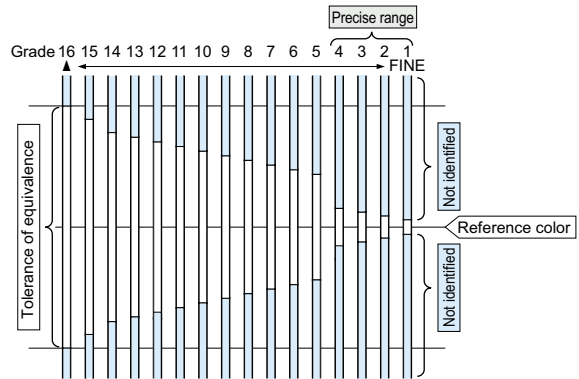 Precise range
Grade 16 15 14 13 12 11 10 9 8 7 6 5 4 3 2 1
FINE
Tolerance of equivalence
Not identified
Reference color
Not identified